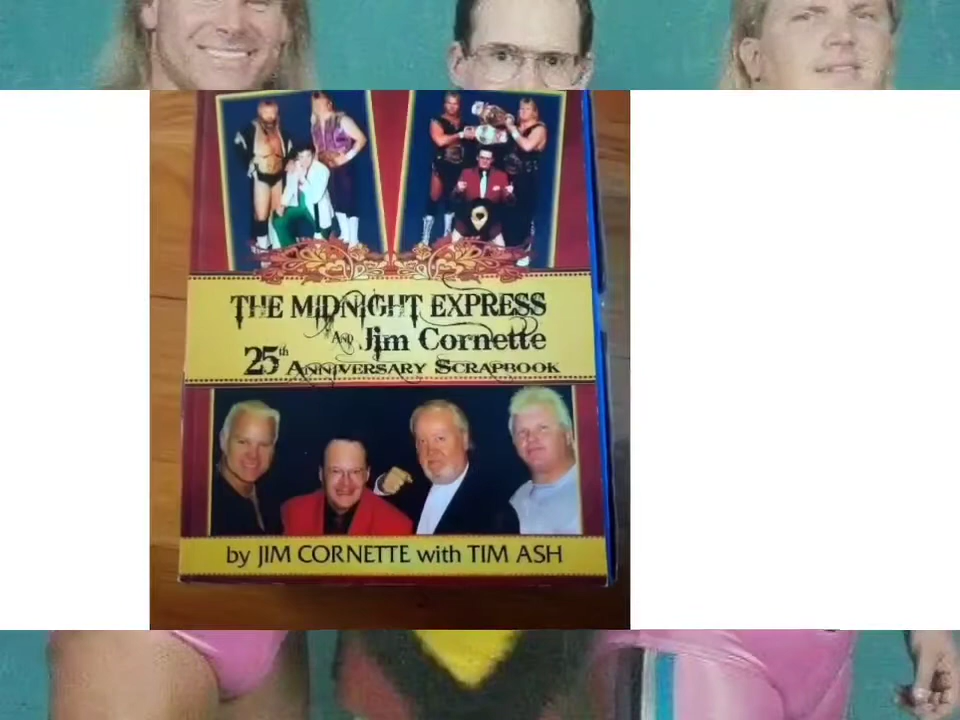 THE MIDNIGHT EXPRESS
AND Jim Cornette
25th ANNIVERSARY SCRAPBOOK
by JIM CORNETTE with TIM ASH